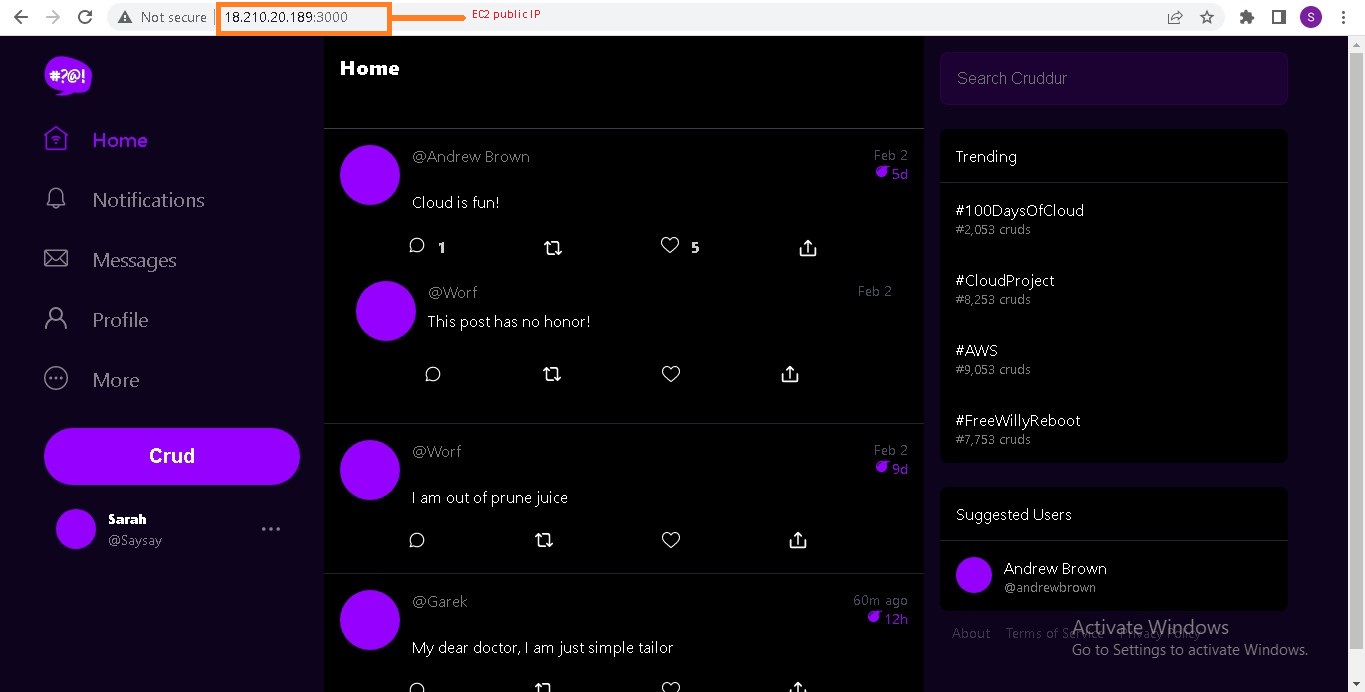 Not secure
18.210.20.189:3000
EC2 public IP
S
#?@!
Home
Notifications
Messages
Profile
More
Crud
Sarah
@Saysay
Home
@Andrew Brown
Feb 2
5d
Cloud is fun!
1
5
@Worf
Feb 2
This post has no honor!
@Worf
Feb 2
9d
I am out of prune juice
@Garek
60m ago
12h
My dear doctor, I am just simple tailor
Search Cruddur
Trending
#100DaysOfCloud
#2,053 cruds
#CloudProject
#8,253 cruds
#AWS
#9,053 cruds
#FreeWillyReboot
#7,753 cruds
Suggested Users
Andrew Brown
@andrewbrown
About Terms of Service Privacy Policy
Activate Windows
Go to Settings to activate Windows.